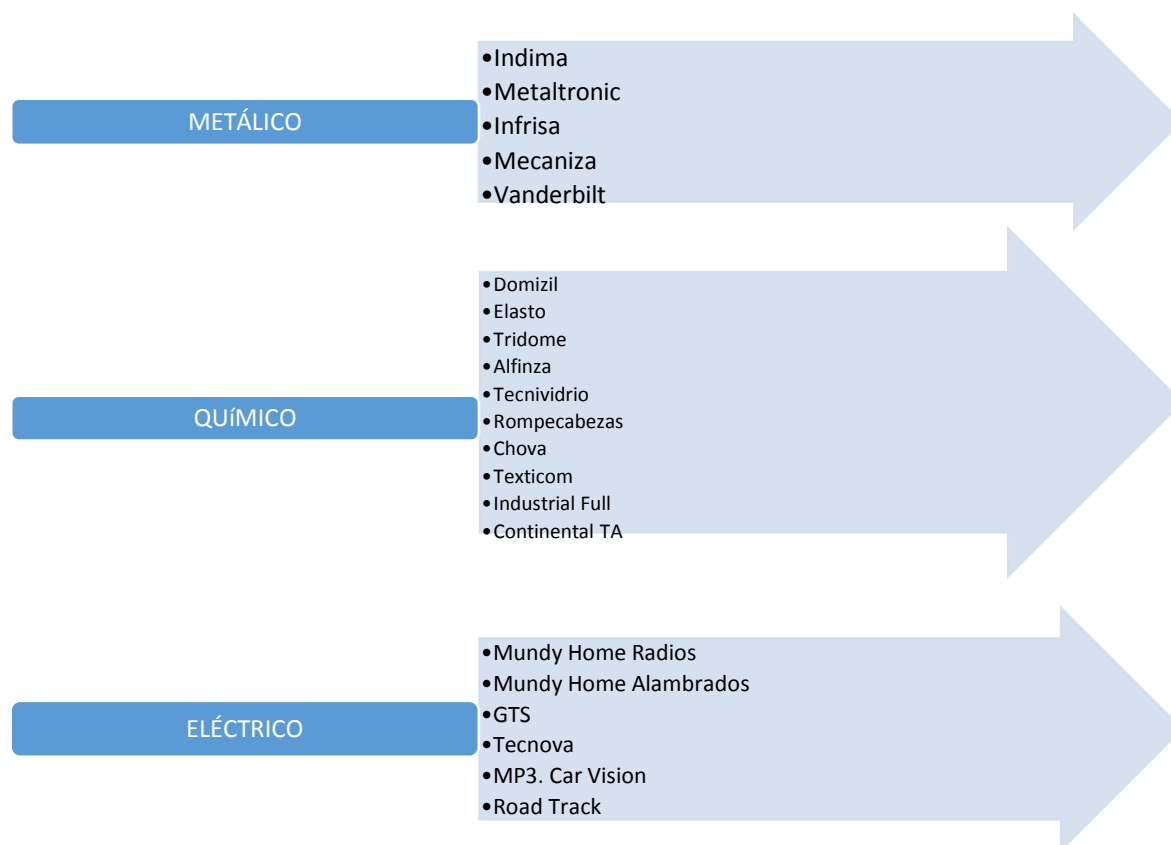 METÁLICO
•Indima
•Metaltronic
•Infrisa
•Mecaniza
•Vanderbilt
QUíMICO
•Domizil
•Elasto
•Tridome
•Alfinza
•Tecnividrio
•Rompecabezas
•Chova
•Texticom
•Industrial Full
•Continental TA
ELÉCTRICO
•Mundy Home Radios
•Mundy Home Alambrados
•GTS
•Tecnova
•MP3. Car Vision
•Road Track